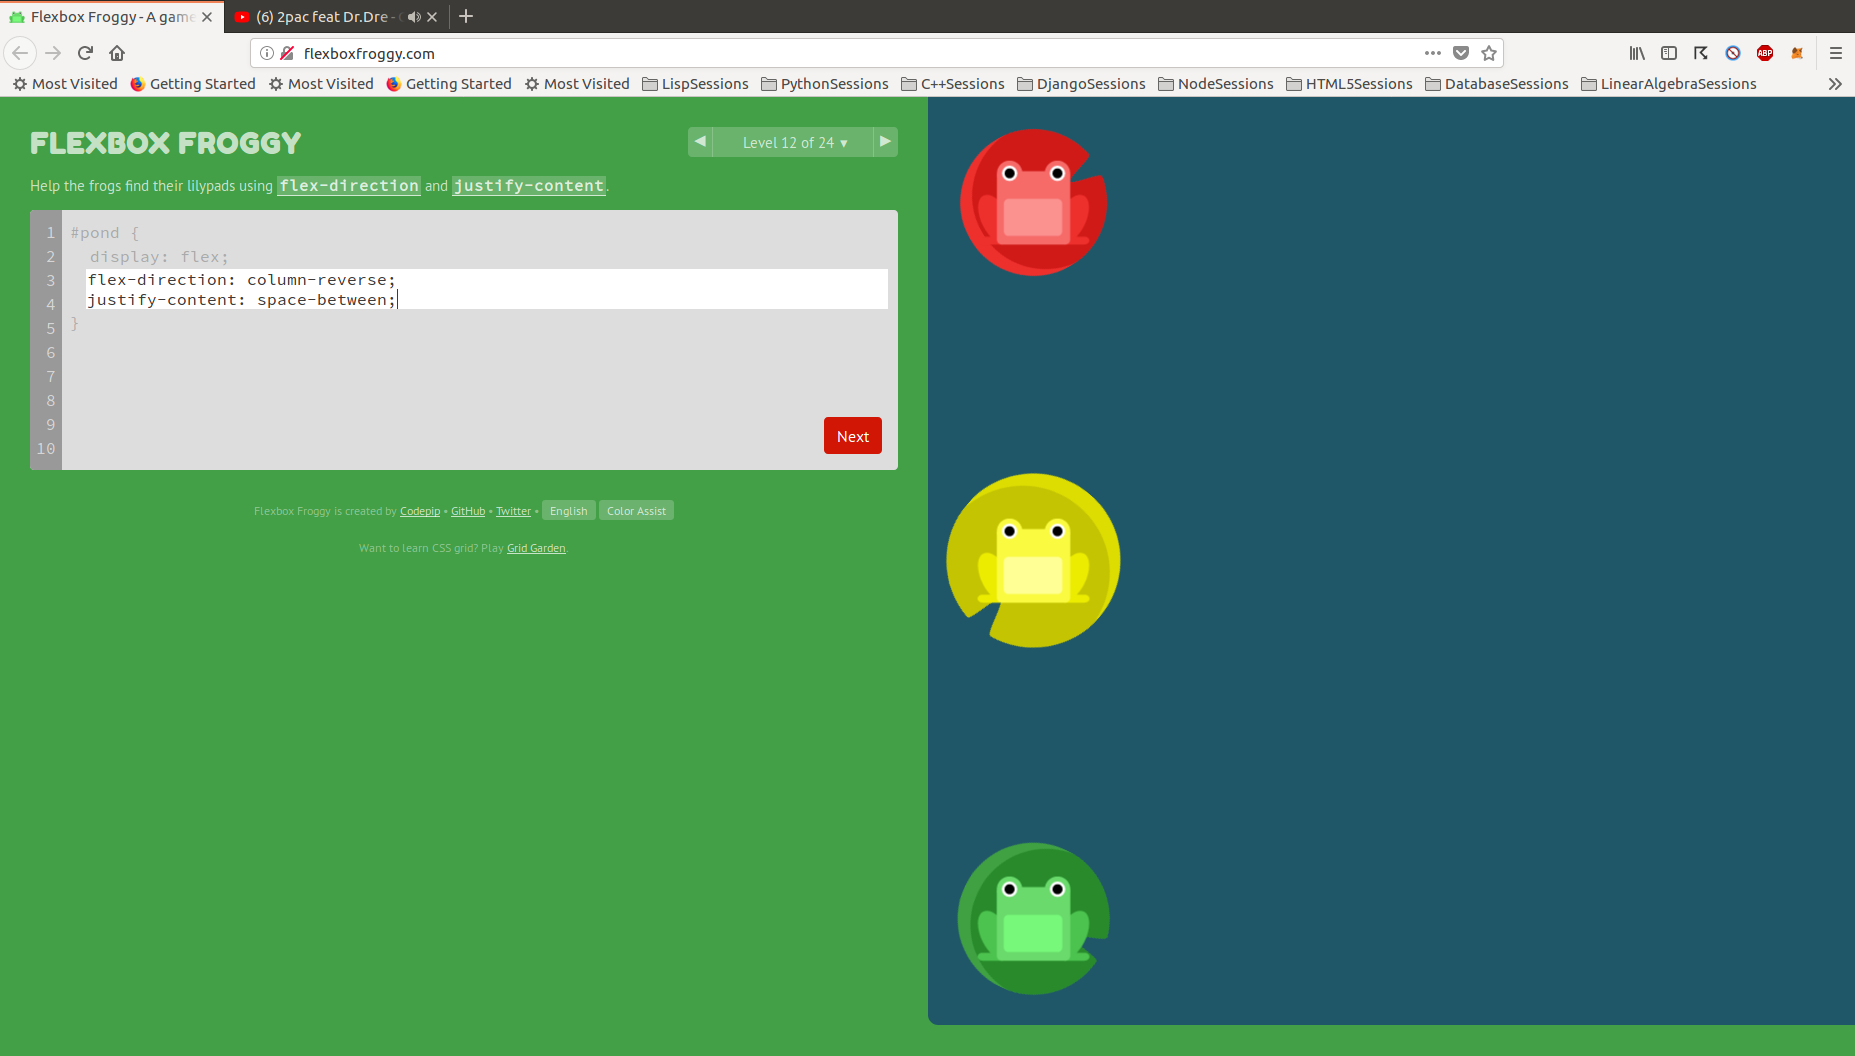 Flexbox Froggy - A game
(6) 2pac feat Dr.Dre -
flexboxfroggy.com
ABP
Most Visited Getting Started Most Visited Getting Started Most Visited LispSessions PythonSessions C++Sessions DjangoSessions NodeSessions HTML5Sessions DatabaseSessions LinearAlgebraSessions
FLEXBOX FROGGY
◀ Level 12 of 24 ▾ ▶
Help the frogs find their lilypads using flex-direction and justify-content.
1 #pond {
2 display: flex;
3 flex-direction: column-reverse;
4 justify-content: space-between;
5 }
6
7
8
9
10
Next
Flexbox Froggy is created by Codepip • GitHub • Twitter • English Color Assist
Want to learn CSS grid? Play Grid Garden.